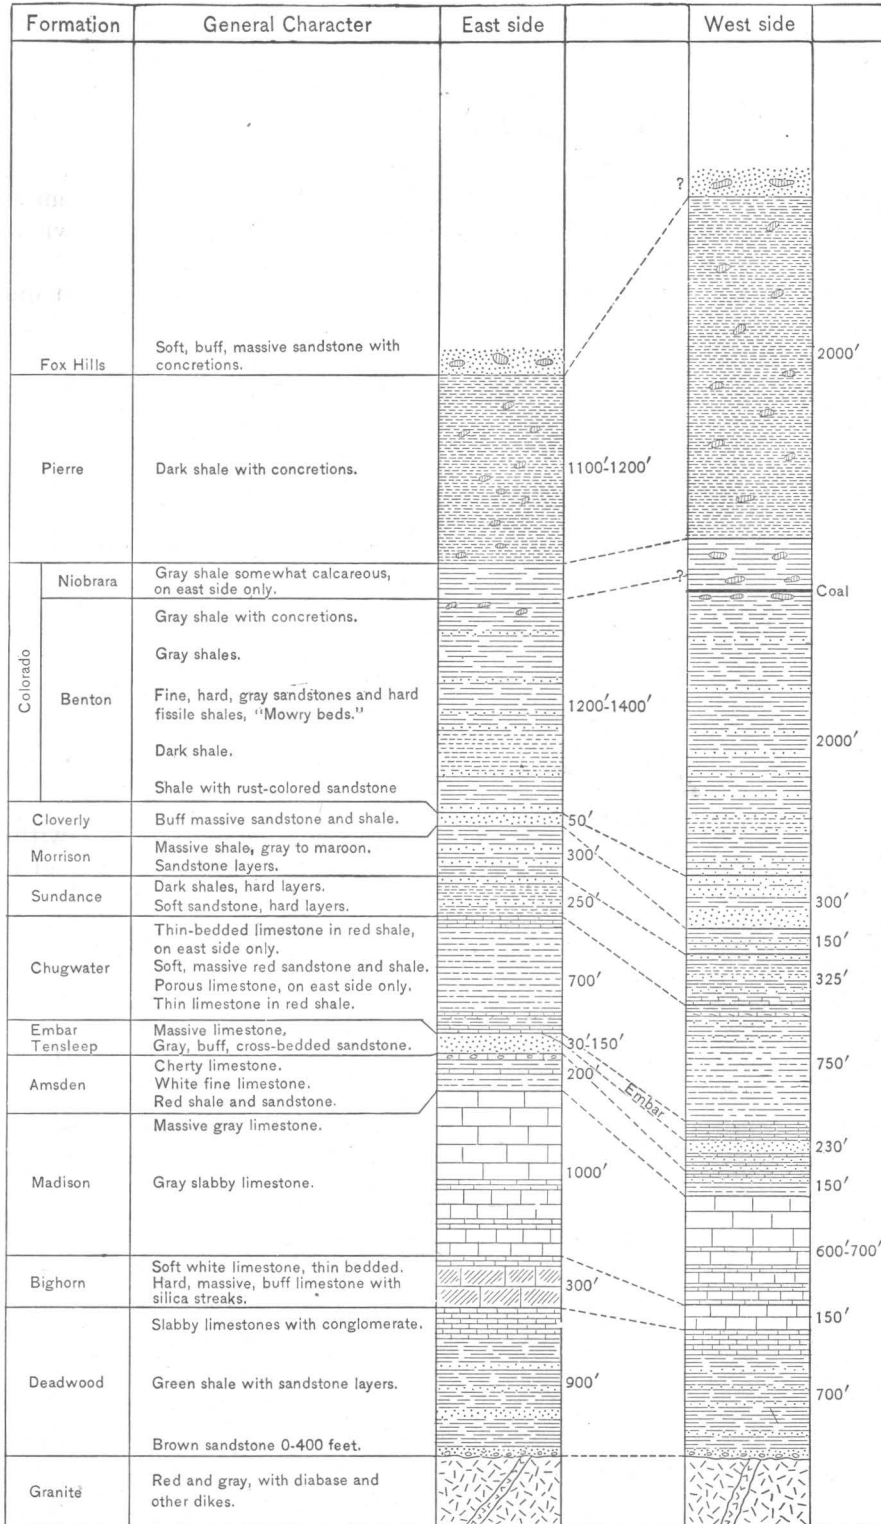 Formation General Character East side West side
?
Soft, buff, massive sandstone with
Fox Hills concretions.
2000′
Pierre Dark shale with concretions. 1100′-1200′
Colorado
Niobrara Gray shale somewhat calcareous,
on east side only.
?
Coal
Gray shale with concretions.
Gray shales.
Benton Fine, hard, gray sandstones and hard
fissile shales, "Mowry beds."
1200′-1400′
2000′
Dark shale.
Shale with rust-colored sandstone
Cloverly Buff massive sandstone and shale. 50′
Morrison Massive shale, gray to maroon.
Sandstone layers.
300′
Sundance Dark shales, hard layers.
Soft sandstone, hard layers.
250′ 300′
Thin-bedded limestone in red shale,
on east side only.
150′
Chugwater Soft, massive red sandstone and shale.
Porous limestone, on east side only.
Thin limestone in red shale.
700′ 325′
Embar Massive limestone,
Tensleep Gray, buff, cross-bedded sandstone. 30′-150′
750′
Cherty limestone.
Amsden White fine limestone.
Red shale and sandstone.
200′
Embar
Massive gray limestone.
230′
Madison Gray slabby limestone. 1000′ 150′
600′-700′
Soft white limestone, thin bedded.
Bighorn Hard, massive, buff limestone with
silica streaks.
300′
150′
Slabby limestones with conglomerate.
Deadwood Green shale with sandstone layers. 900′ 700′
Brown sandstone 0-400 feet.
Granite Red and gray, with diabase and
other dikes.